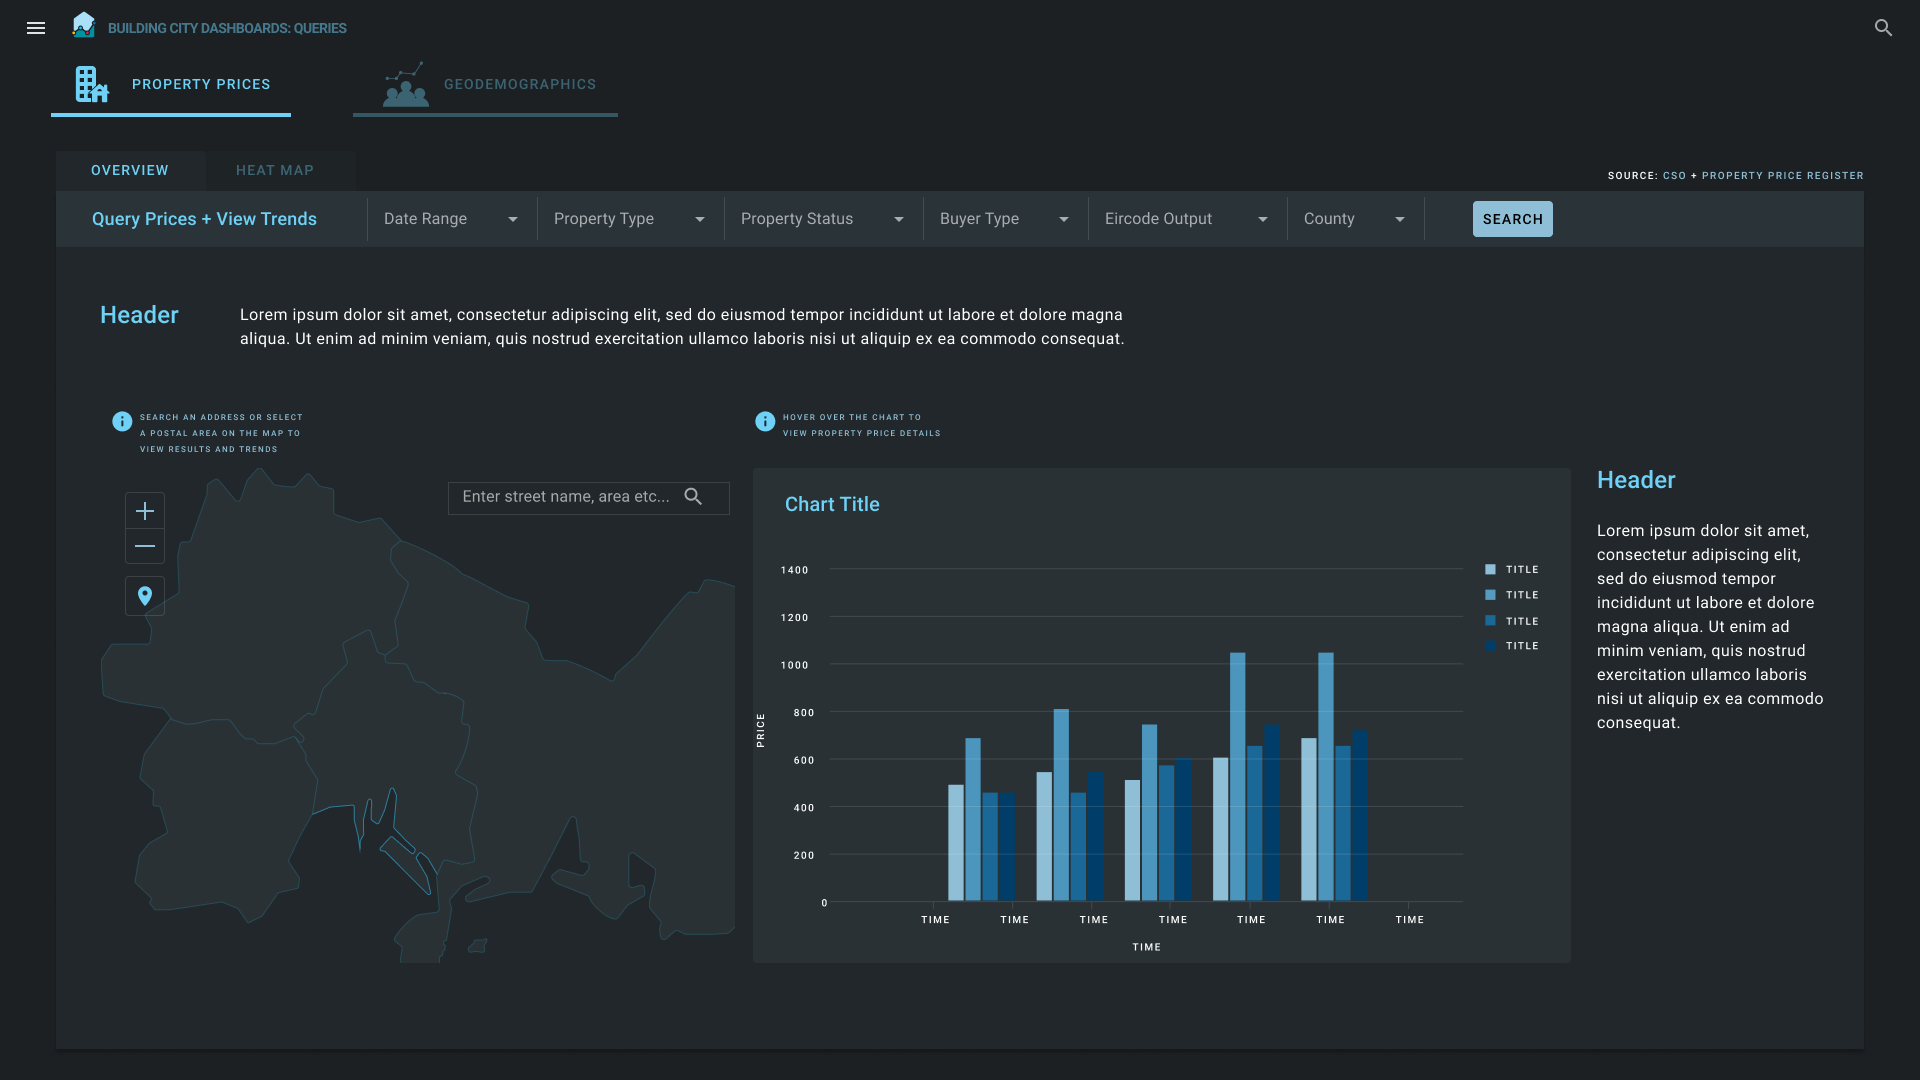 BUILDING CITY DASHBOARDS: QUERIES
PROPERTY PRICES
GEODEMOGRAPHICS
OVERVIEW
HEAT MAP
SOURCE: CSO + PROPERTY PRICE REGISTER
Query Prices + View Trends
Date Range
Property Type
Property Status
Buyer Type
Eircode Output
County
SEARCH
Header
Lorem ipsum dolor sit amet, consectetur adipiscing elit, sed do eiusmod tempor incididunt ut labore et dolore magna
aliqua. Ut enim ad minim veniam, quis nostrud exercitation ullamco laboris nisi ut aliquip ex ea commodo consequat.
SEARCH AN ADDRESS OR SELECT
A POSTAL AREA ON THE MAP TO
VIEW RESULTS AND TRENDS
Enter street name, area etc...
HOVER OVER THE CHART TO
VIEW PROPERTY PRICE DETAILS
Chart Title
1400
1200
1000
800
600
400
200
0
PRICE
TIME
TIME
TIME
TIME
TIME
TIME
TIME
TIME
TITLE
TITLE
TITLE
TITLE
Header
Lorem ipsum dolor sit amet,
consectetur adipiscing elit,
sed do eiusmod tempor
incididunt ut labore et dolore
magna aliqua. Ut enim ad
minim veniam, quis nostrud
exercitation ullamco laboris
nisi ut aliquip ex ea commodo
consequat.